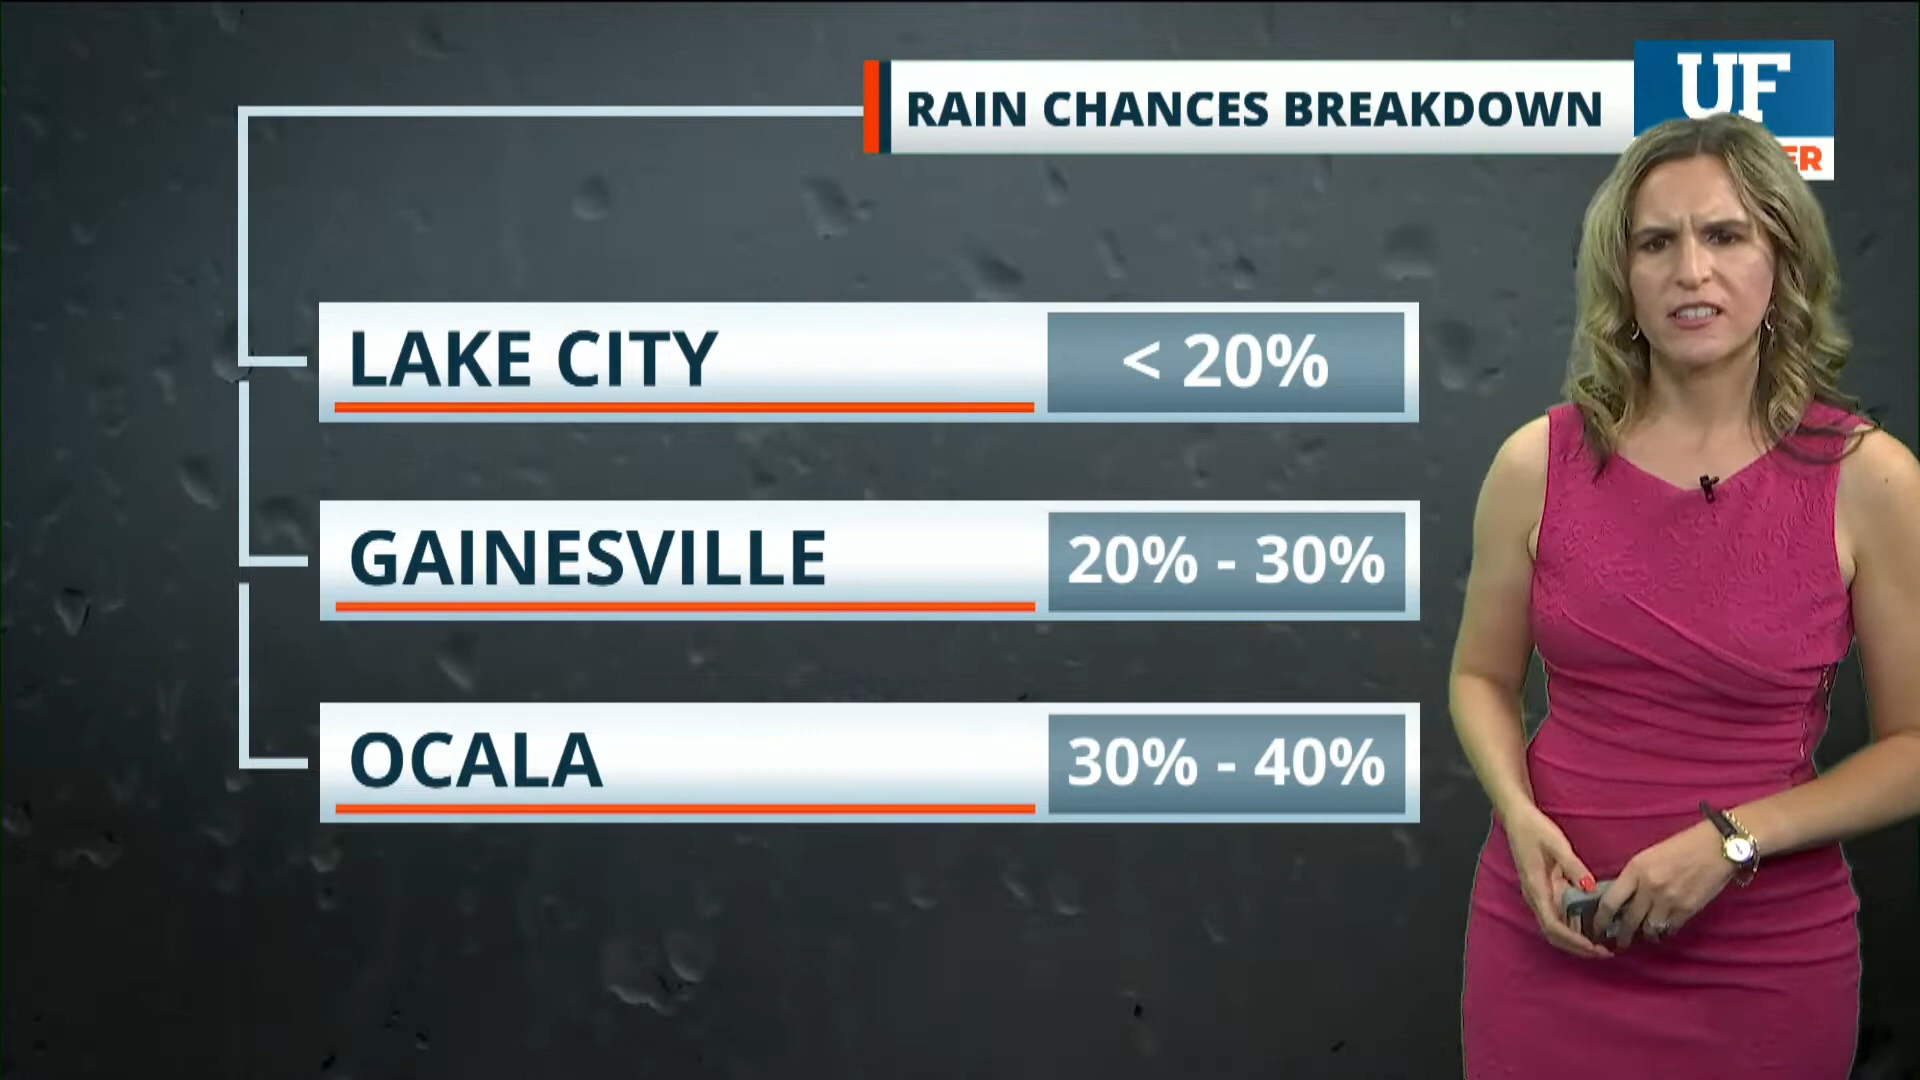 RAIN CHANCES BREAKDOWN
UF
LAKE CITY
< 20%
GAINESVILLE
20% - 30%
OCALA
30% - 40%